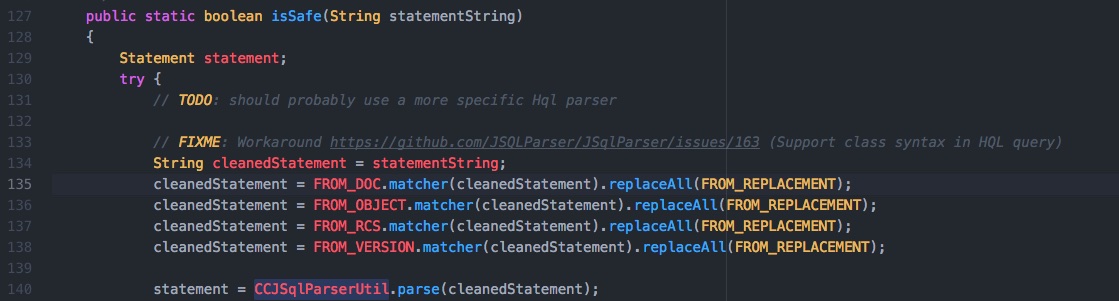 127 public static boolean isSafe(String statementString)
128 {
129 Statement statement;
130 try {
131 // TODO: should probably use a more specific Hql parser
132
133 // FIXME: Workaround https://github.com/JSQLParser/JSqlParser/issues/163 (Support class syntax in HQL query)
134 String cleanedStatement = statementString;
135 cleanedStatement = FROM_DOC.matcher(cleanedStatement).replaceAll(FROM_REPLACEMENT);
136 cleanedStatement = FROM_OBJECT.matcher(cleanedStatement).replaceAll(FROM_REPLACEMENT);
137 cleanedStatement = FROM_RCS.matcher(cleanedStatement).replaceAll(FROM_REPLACEMENT);
138 cleanedStatement = FROM_VERSION.matcher(cleanedStatement).replaceAll(FROM_REPLACEMENT);
139
140 statement = CCJSqlParserUtil.parse(cleanedStatement);